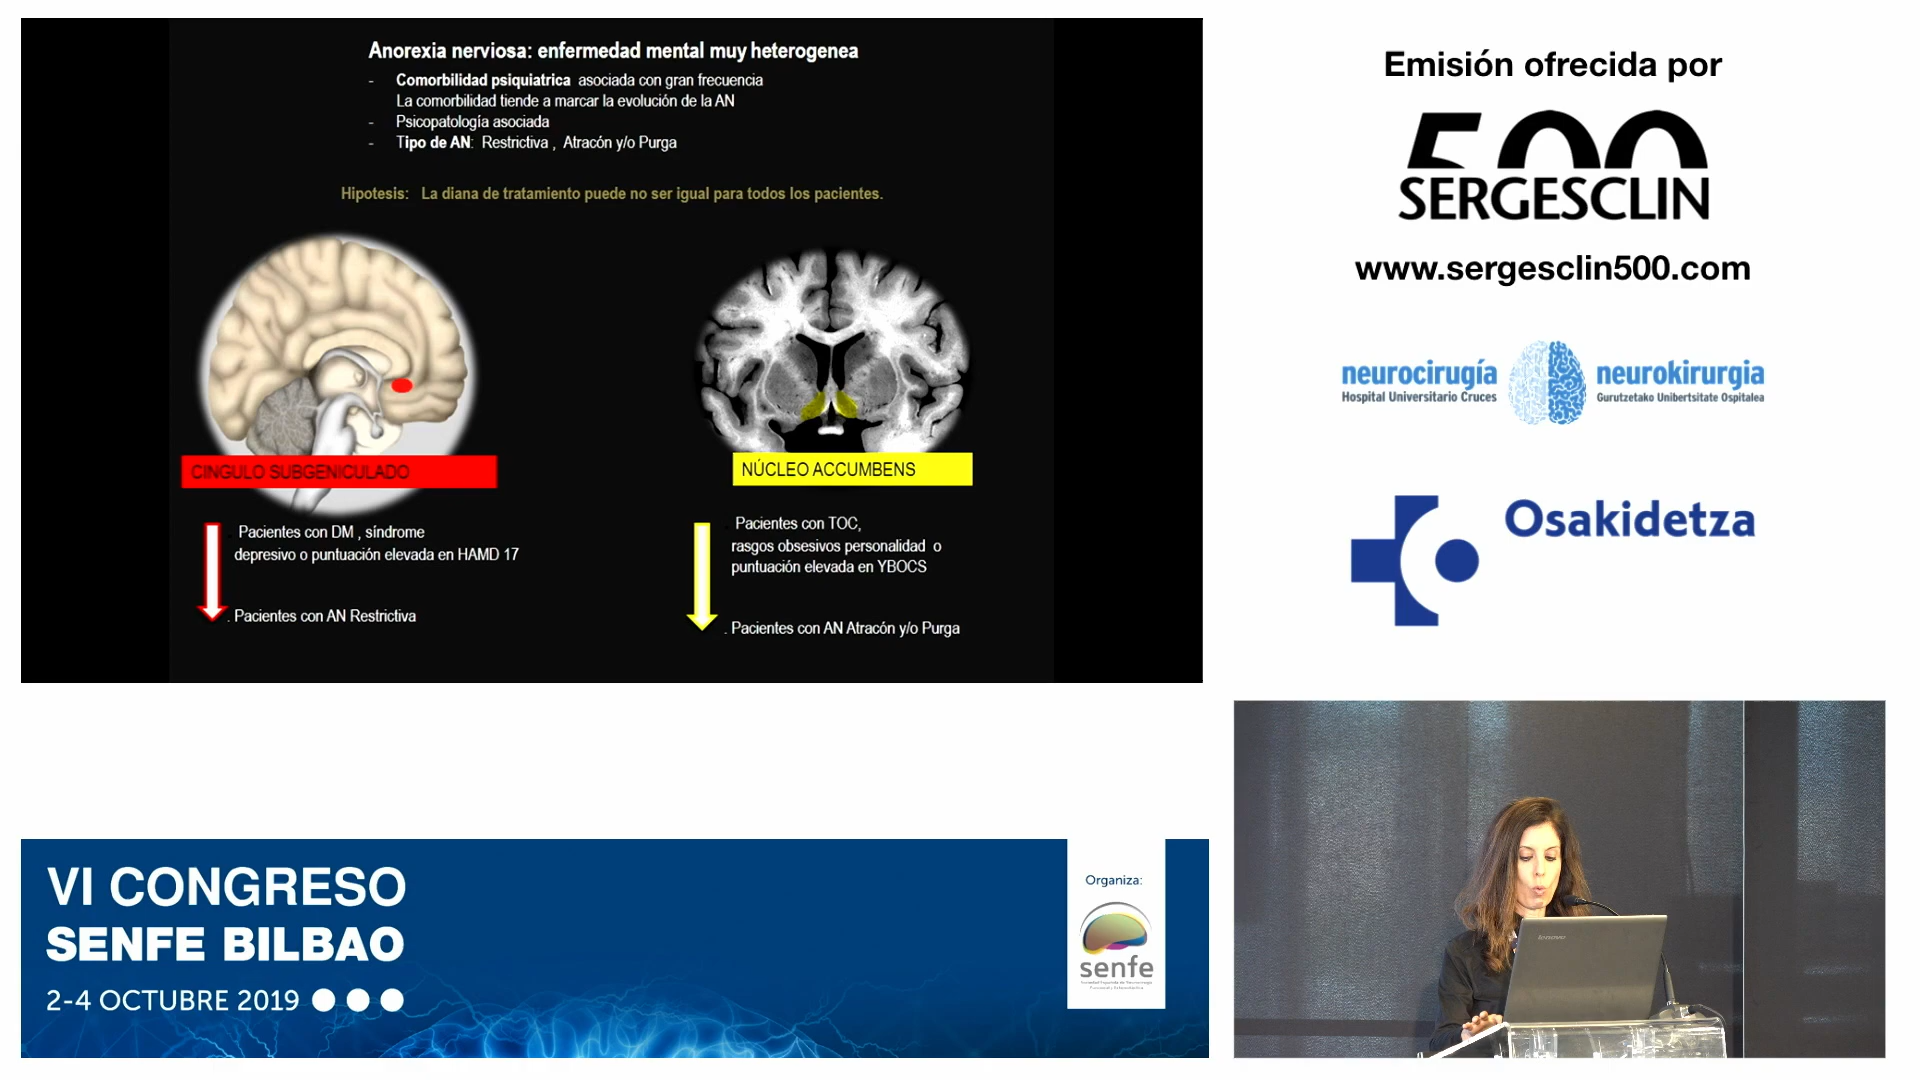 Anorexia nerviosa: enfermedad mental muy heterogenea
- Comorbilidad psiquiatrica asociada con gran frecuencia
La comorbilidad tiende a marcar la evolución de la AN
- Psicopatología asociada
- Tipo de AN: Restrictiva , Atracón y/o Purga
Hipotesis: La diana de tratamiento puede no ser igual para todos los pacientes.
CINGULO SUBGENICULADO
. Pacientes con DM , síndrome
depresivo o puntuación elevada en HAMD 17
. Pacientes con AN Restrictiva
NÚCLEO ACCUMBENS
. Pacientes con TOC,
rasgos obsesivos personalidad o
puntuación elevada en YBOCS
. Pacientes con AN Atracón y/o Purga
Emisión ofrecida por
500
SERGESCLIN
www.sergesclin500.com
neurocirugía
Hospital Universitario Cruces
neurokirurgia
Gurutzetako Unibertsitate Ospitalea
Osakidetza
VI CONGRESO
SENFE BILBAO
2-4 OCTUBRE 2019
Organiza:
senfe
lenovo